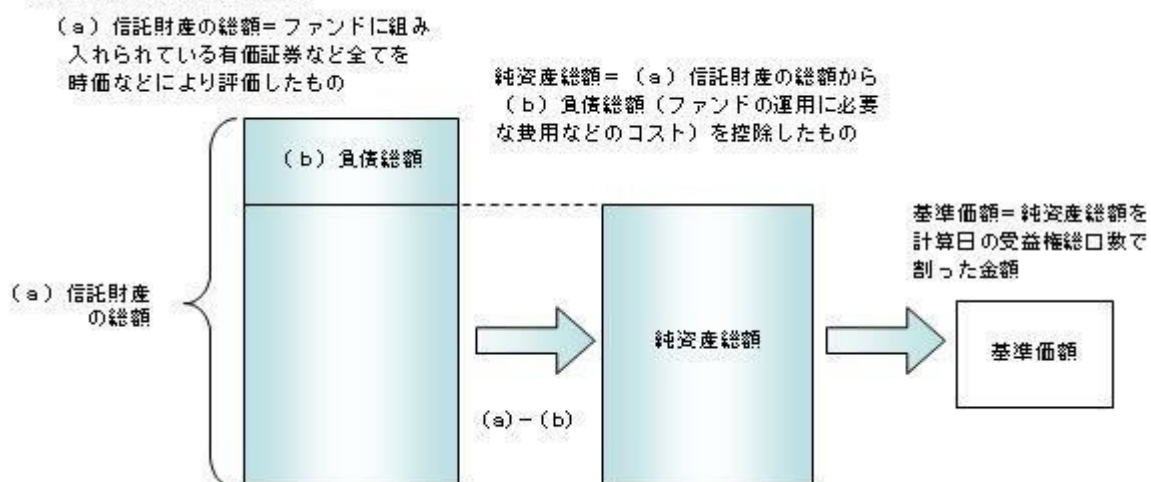 (a)信託財産の総額=ファンドに組み
入れられている有価証券など全てを
時価などにより評価したもの
純資産総額=(a)信託財産の総額から
(b)負債総額(ファンドの運用に必要
な費用などのコスト)を控除したもの
(b)負債総額
基準価額=純資産総額を
計算日の受益権総口数で
割った金額
(a)信託財産
の総額
純資産総額
基準価額
(a)-(b)